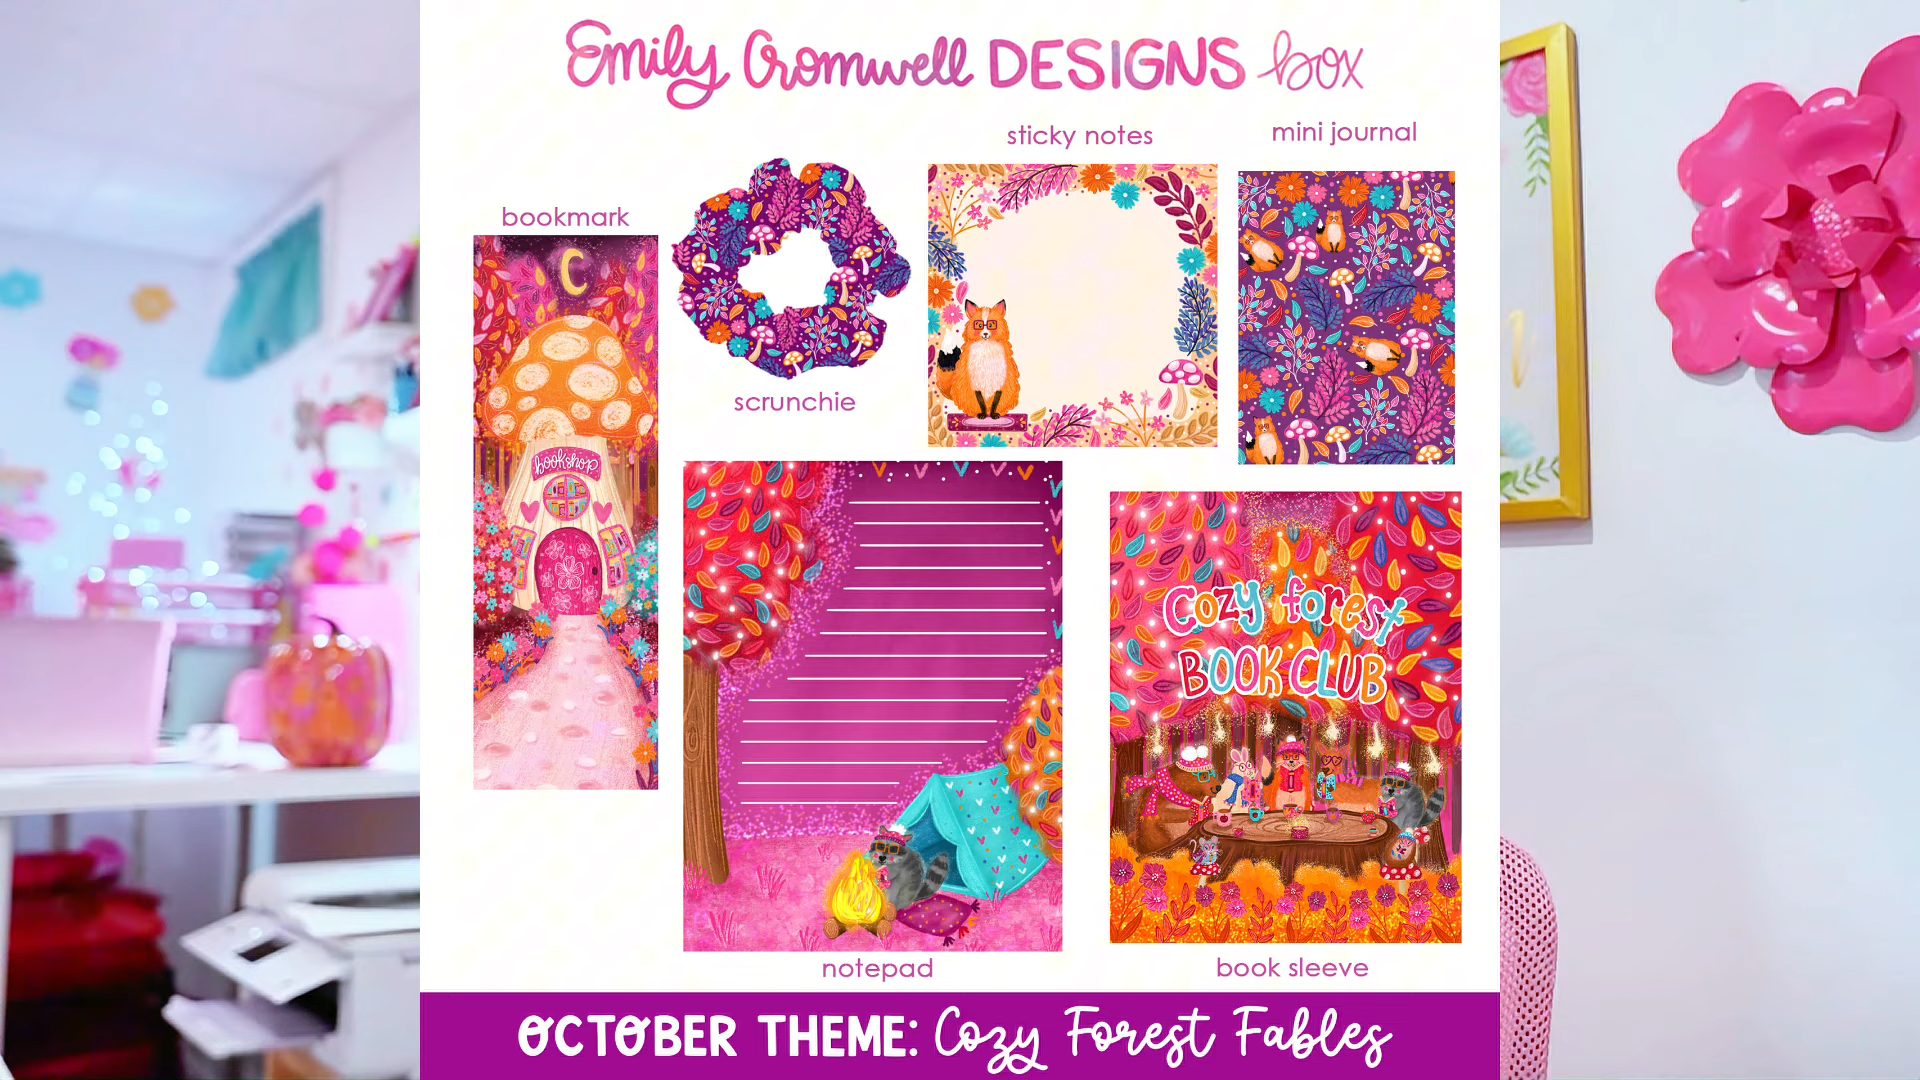 Emily Cromwell DESIGNS box
sticky notes
mini journal
bookmark
scrunchie
bookshop
Cozy forest
BOOK CLUB
notepad
book sleeve
OCTOBER THEME: Cozy Forest Fables